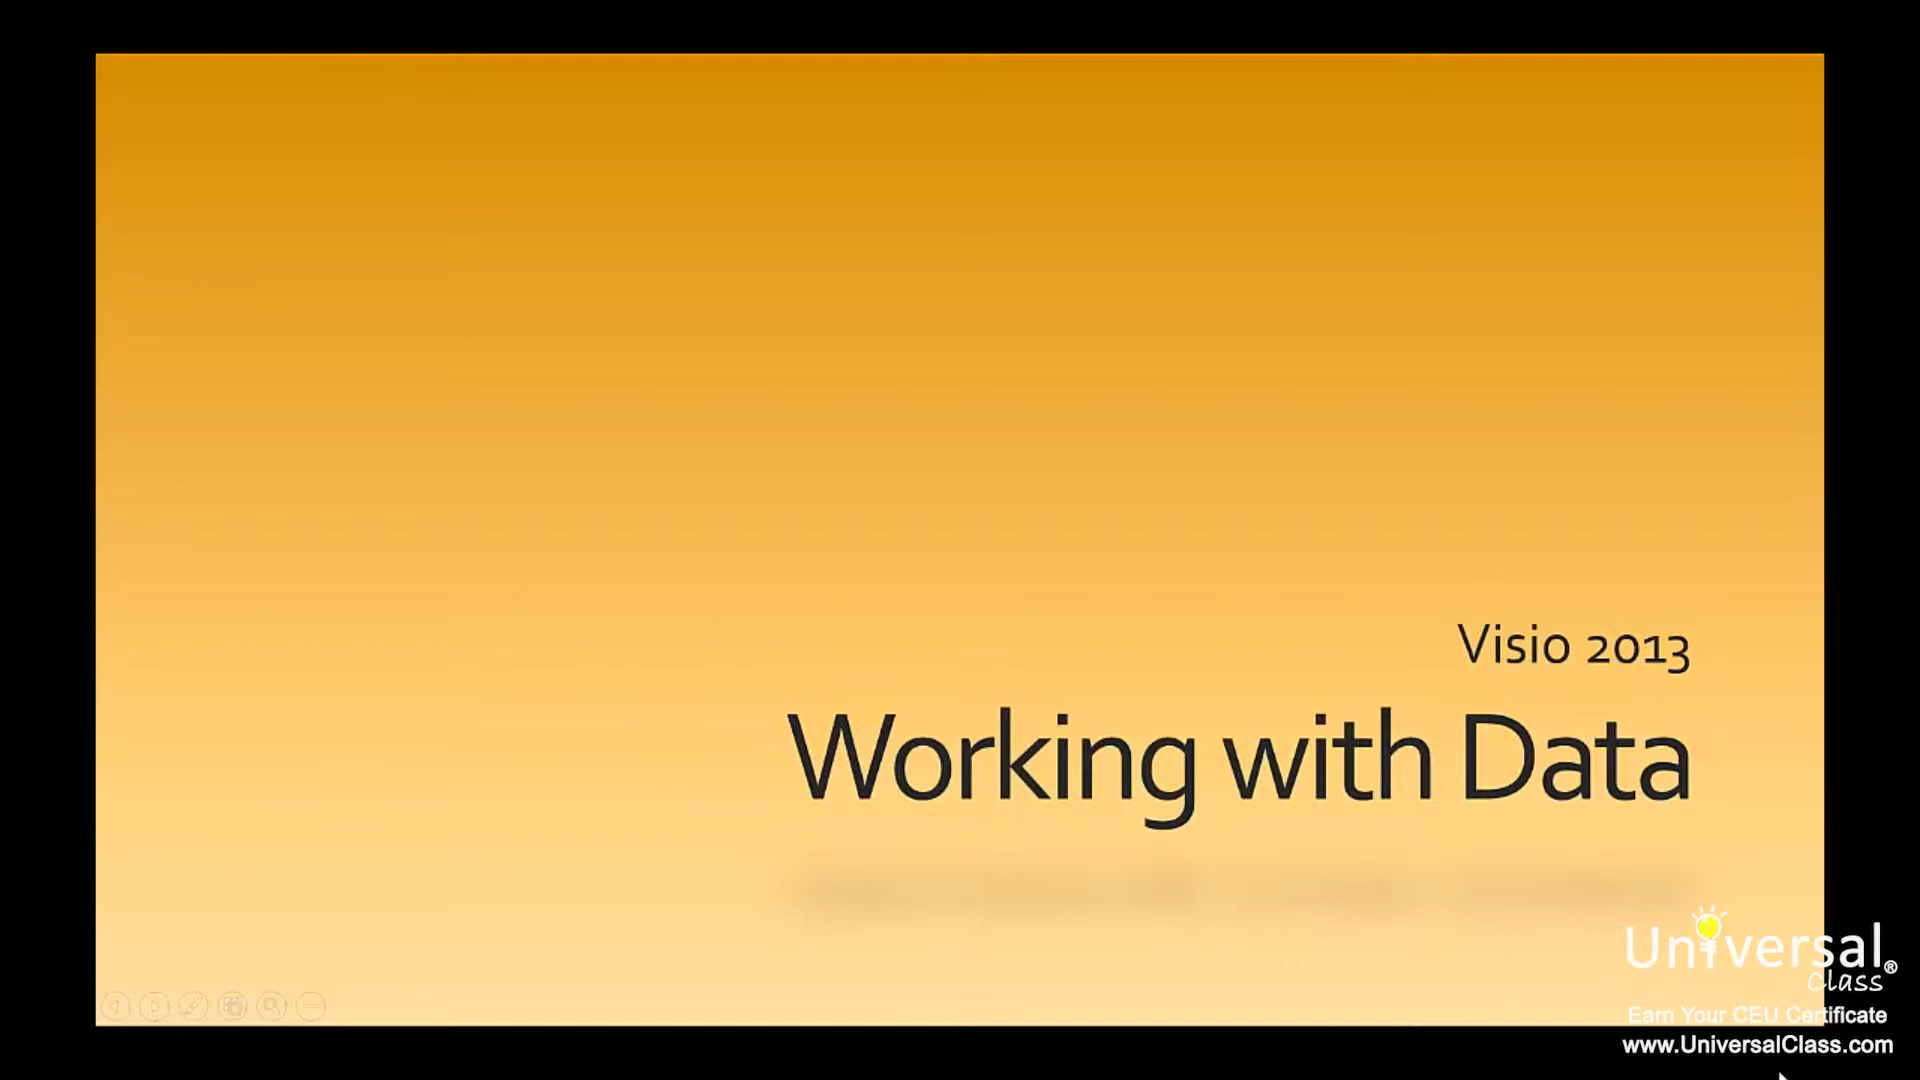 Visio 2013
Working with Data
Universal®
Class
Earn Your CEU Certificate
www.UniversalClass.com